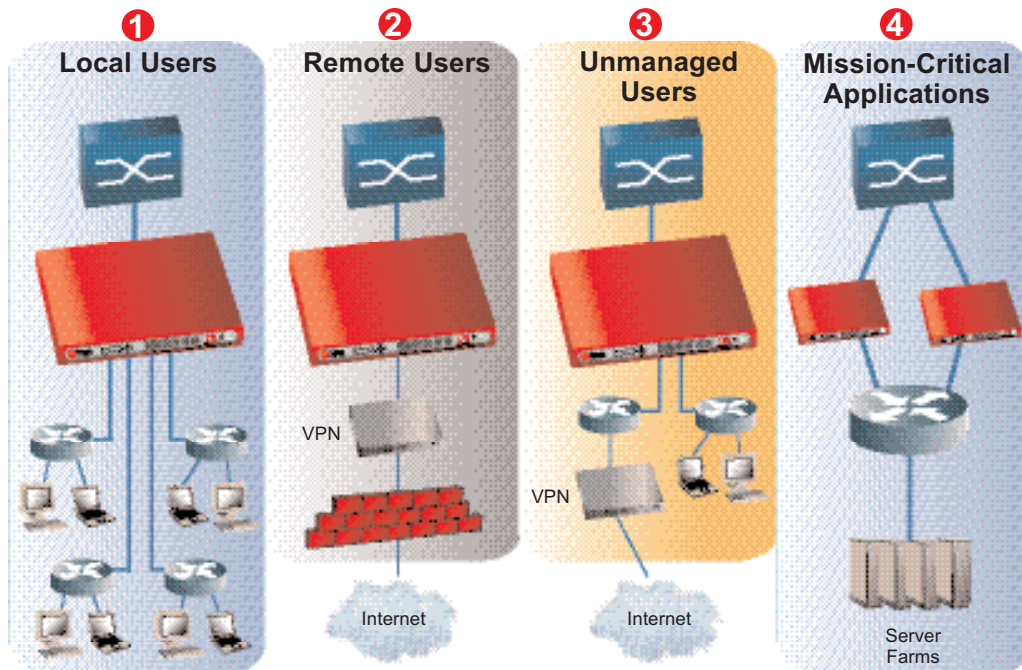 1
Local Users
2
Remote Users
3
Unmanaged
Users
4
Mission-Critical
Applications
VPN
VPN
Internet
Internet
Server
Farms